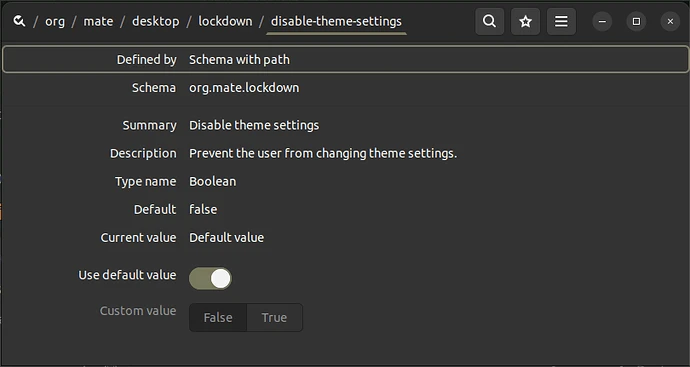 / org / mate / desktop / lockdown / disable-theme-settings
Defined by Schema with path
Schema org.mate.lockdown
Summary Disable theme settings
Description Prevent the user from changing theme settings.
Type name Boolean
Default false
Current value Default value
Use default value
Custom value False True